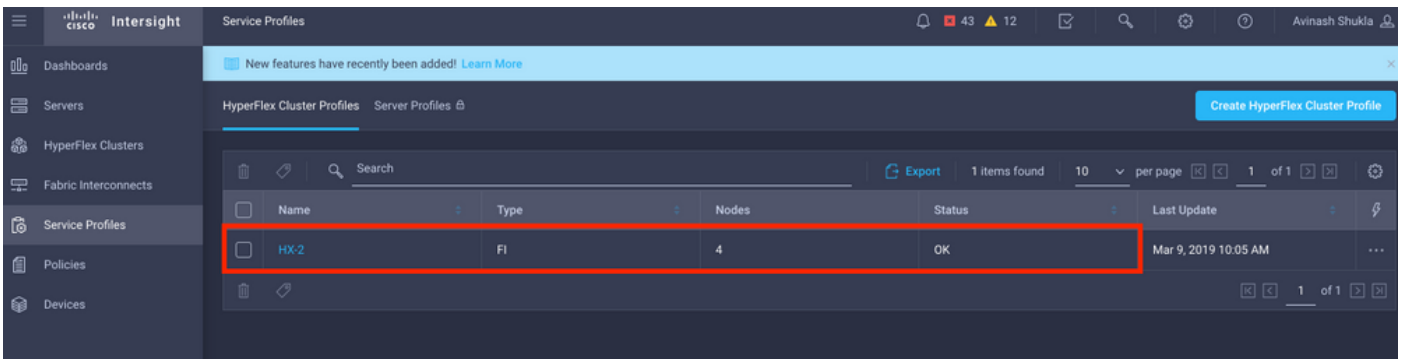 cisco Intersight Service Profiles 43 12 Avinash Shukla
Dashboards
New features have recently been added! Learn More
Servers
HyperFlex Cluster Profiles Server Profiles Create HyperFlex Cluster Profile
HyperFlex Clusters
Search Export 1 items found 10 per page 1 of 1
Fabric Interconnects
Name Type Nodes Status Last Update
Service Profiles
HX-2 FI 4 OK Mar 9, 2019 10:05 AM ...
Policies
Devices
1 of 1